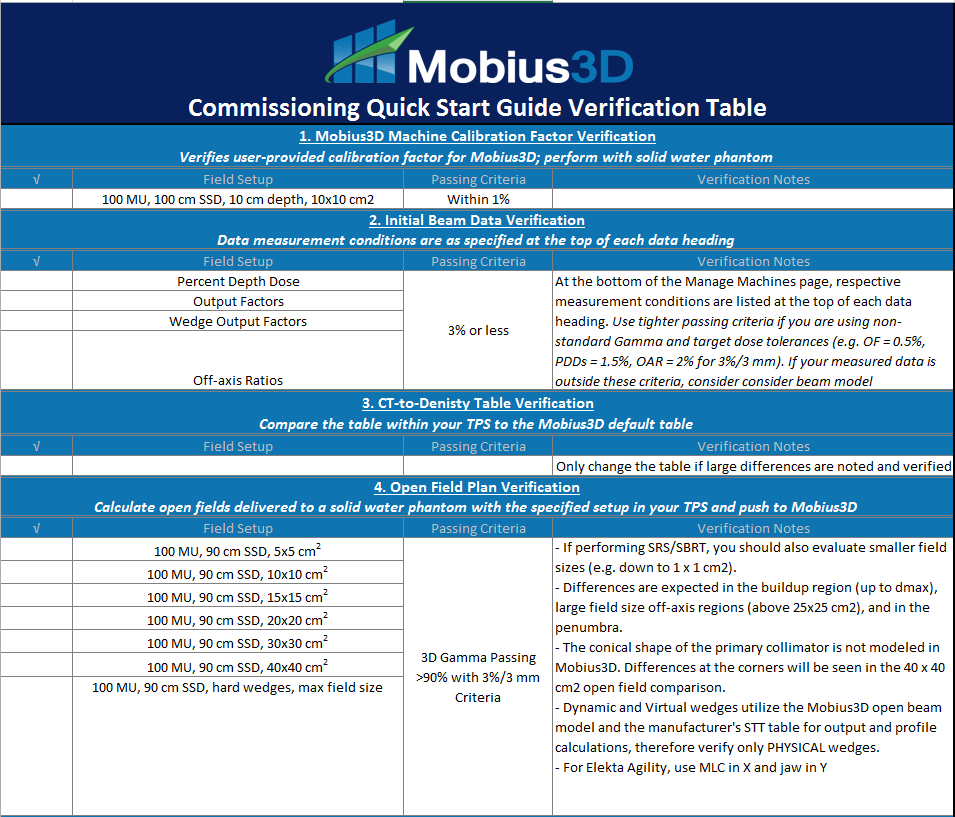 Mobius3D
Commissioning Quick Start Guide Verification Table
1. Mobius3D Machine Calibration Factor Verification
Verifies user-provided calibration factor for Mobius3D; perform with solid water phantom
√ Field Setup Passing Criteria Verification Notes
100 MU, 100 cm SSD, 10 cm depth, 10x10 cm2 Within 1%
2. Initial Beam Data Verification
Data measurement conditions are as specified at the top of each data heading
√ Field Setup Passing Criteria Verification Notes
Percent Depth Dose
Output Factors
Wedge Output Factors
Off-axis Ratios
3% or less
At the bottom of the Manage Machines page, respective
measurement conditions are listed at the top of each data
heading. Use tighter passing criteria if you are using non-
standard Gamma and target dose tolerances (e.g. OF = 0.5%,
PDDs = 1.5%, OAR = 2% for 3%/3 mm). If your measured data is
outside these criteria, consider consider beam model
3. CT-to-Denisty Table Verification
Compare the table within your TPS to the Mobius3D default table
√ Field Setup Passing Criteria Verification Notes
Only change the table if large differences are noted and verified
4. Open Field Plan Verification
Calculate open fields delivered to a solid water phantom with the specified setup in your TPS and push to Mobius3D
√ Field Setup Passing Criteria Verification Notes
100 MU, 90 cm SSD, 5x5 cm²
100 MU, 90 cm SSD, 10x10 cm²
100 MU, 90 cm SSD, 15x15 cm²
100 MU, 90 cm SSD, 20x20 cm²
100 MU, 90 cm SSD, 30x30 cm²
100 MU, 90 cm SSD, 40x40 cm²
100 MU, 90 cm SSD, hard wedges, max field size
3D Gamma Passing
>90% with 3%/3 mm
Criteria
- If performing SRS/SBRT, you should also evaluate smaller field
sizes (e.g. down to 1 x 1 cm2).
- Differences are expected in the buildup region (up to dmax),
large field size off-axis regions (above 25x25 cm2), and in the
penumbra.
- The conical shape of the primary collimator is not modeled in
Mobius3D. Differences at the corners will be seen in the 40 x 40
cm2 open field comparison.
- Dynamic and Virtual wedges utilize the Mobius3D open beam
model and the manufacturer's STT table for output and profile
calculations, therefore verify only PHYSICAL wedges.
- For Elekta Agility, use MLC in X and jaw in Y